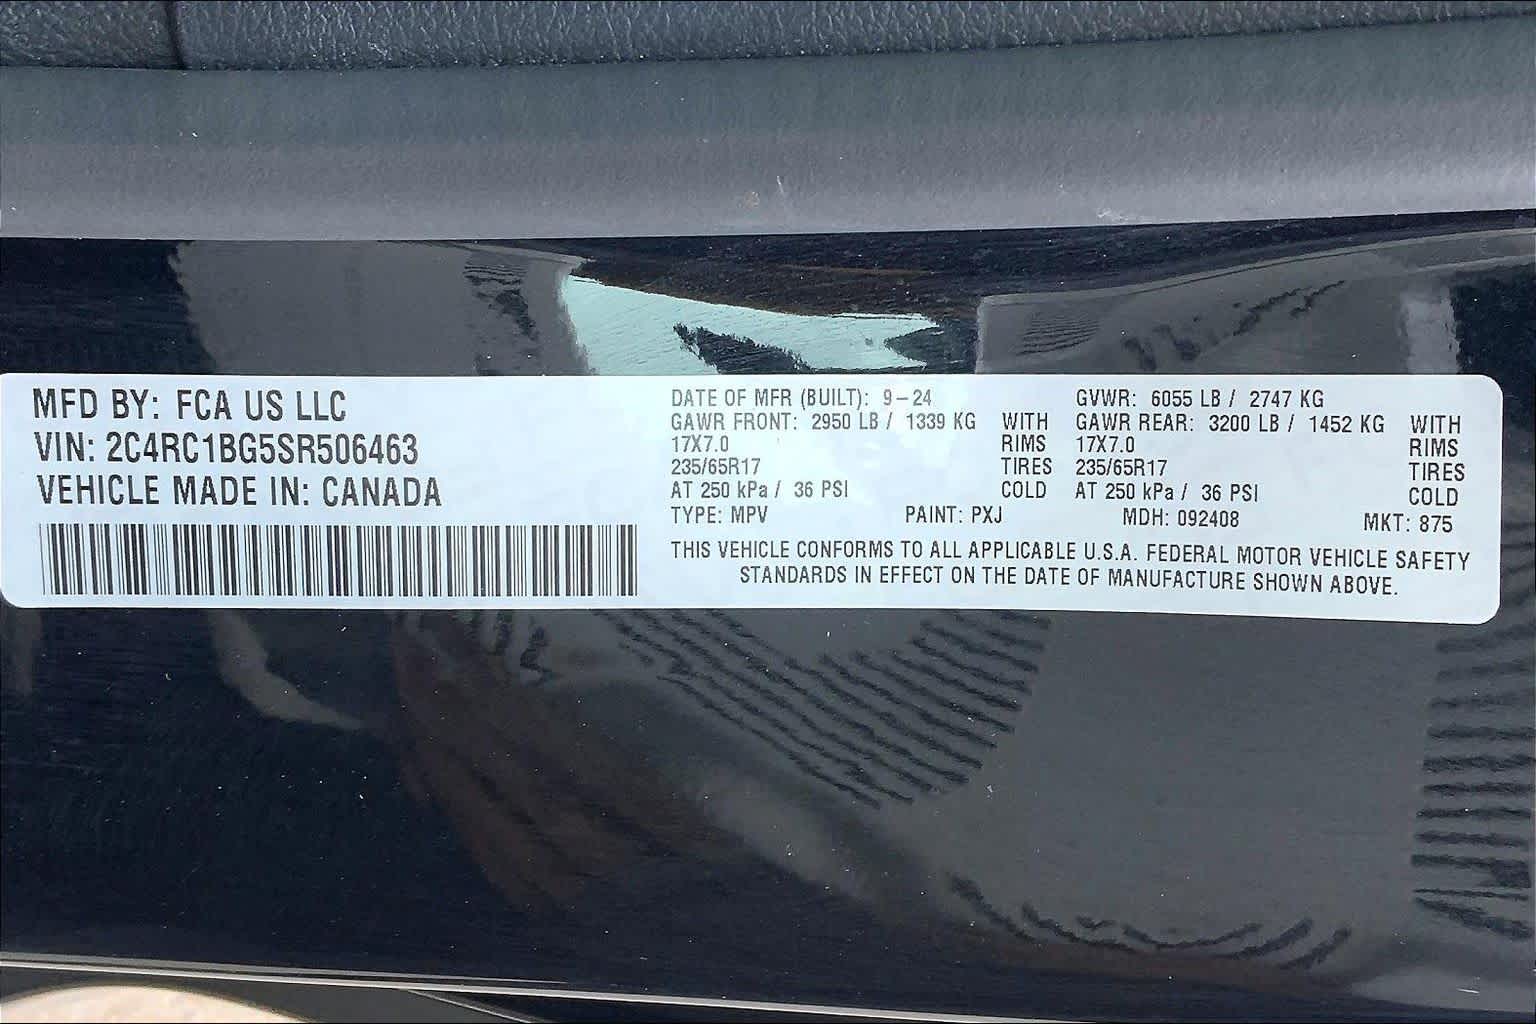 MFD BY: FCA US LLC
VIN: 2C4RC1BG5SR506463
VEHICLE MADE IN: CANADA
DATE OF MFR (BUILT): 9-24 GVWR: 6055 LB / 2747 KG
GAWR FRONT: 2950 LB / 1339 KG WITH GAWR REAR: 3200 LB / 1452 KG WITH
17X7.0 RIMS 17X7.0 RIMS
235/65R17 TIRES 235/65R17 TIRES
AT 250 kPa / 36 PSI COLD AT 250 kPa / 36 PSI COLD
TYPE: MPV PAINT: PXJ MDH: 092408 MKT: 875
THIS VEHICLE CONFORMS TO ALL APPLICABLE U.S.A. FEDERAL MOTOR VEHICLE SAFETY
STANDARDS IN EFFECT ON THE DATE OF MANUFACTURE SHOWN ABOVE.